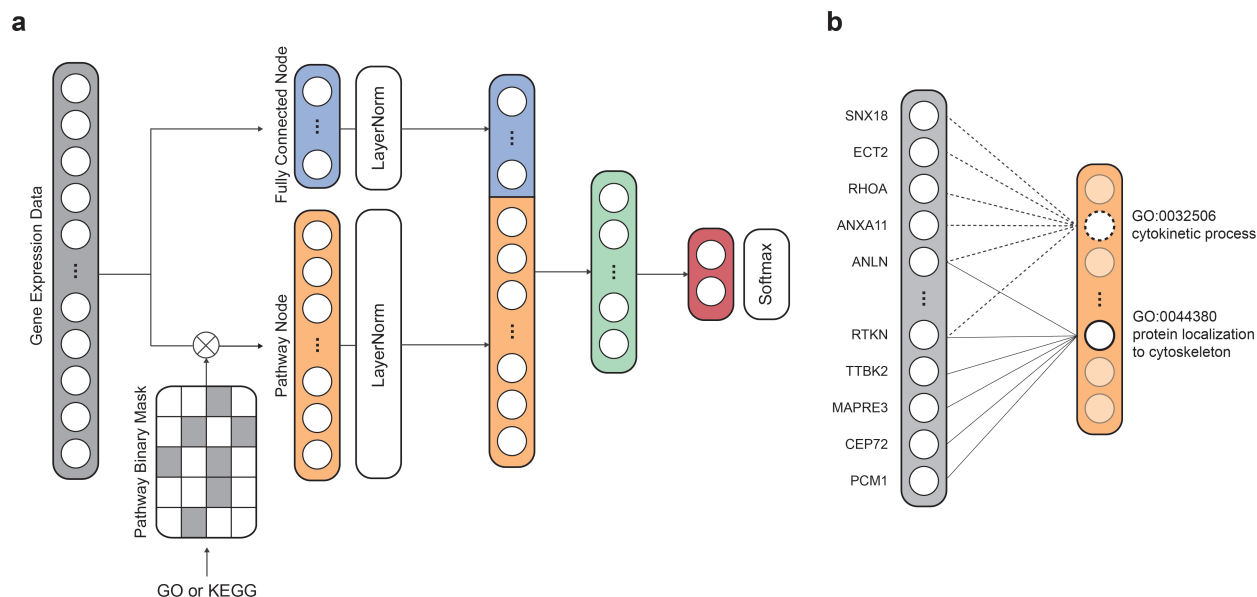 a
Gene Expression Data
Fully Connected Node
LayerNorm
Pathway Node
LayerNorm
Pathway Binary Mask
GO or KEGG
Softmax
b
SNX18
ECT2
RHOA
ANXA11
ANLN
RTKN
TTBK2
MAPRE3
CEP72
PCM1
GO:0032506
cytokinetic process
GO:0044380
protein localization
to cytoskeleton